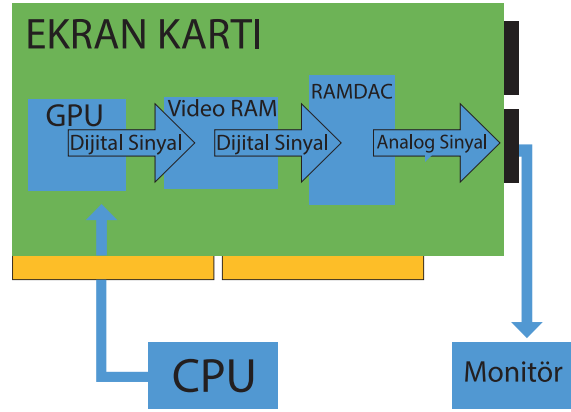 EKRAN KARTI
GPU
Video RAM
RAMDAC
Dijital Sinyal
Dijital Sinyal
Analog Sinyal
CPU
Monitör